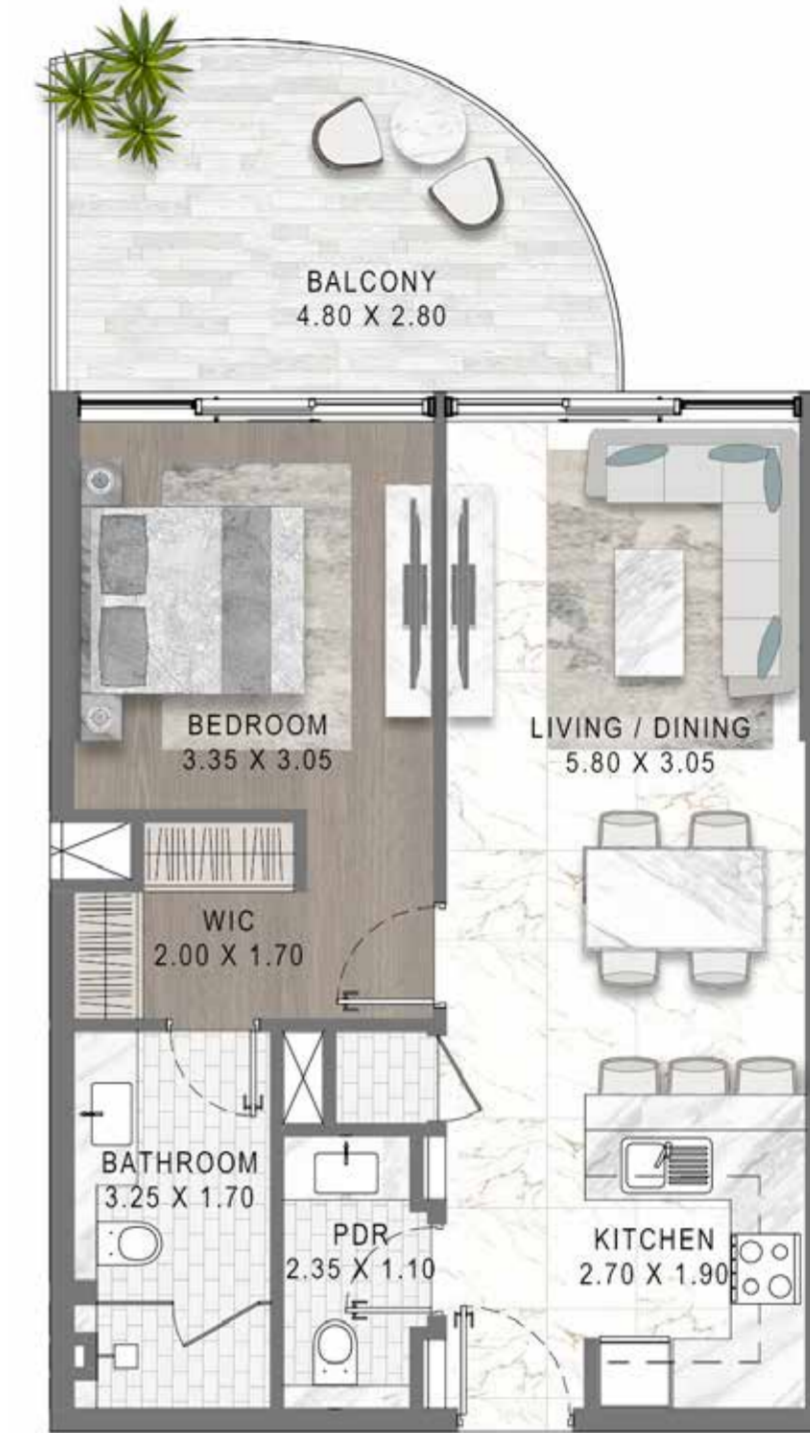 BALCONY
4.80 X 2.80
BEDROOM
3.35 X 3.05
LIVING / DINING
5.80 X 3.05
WIC
2.00 X 1.70
BATHROOM
3.25 X 1.70
PDR
2.35 X 1.10
KITCHEN
2.70 X 1.90